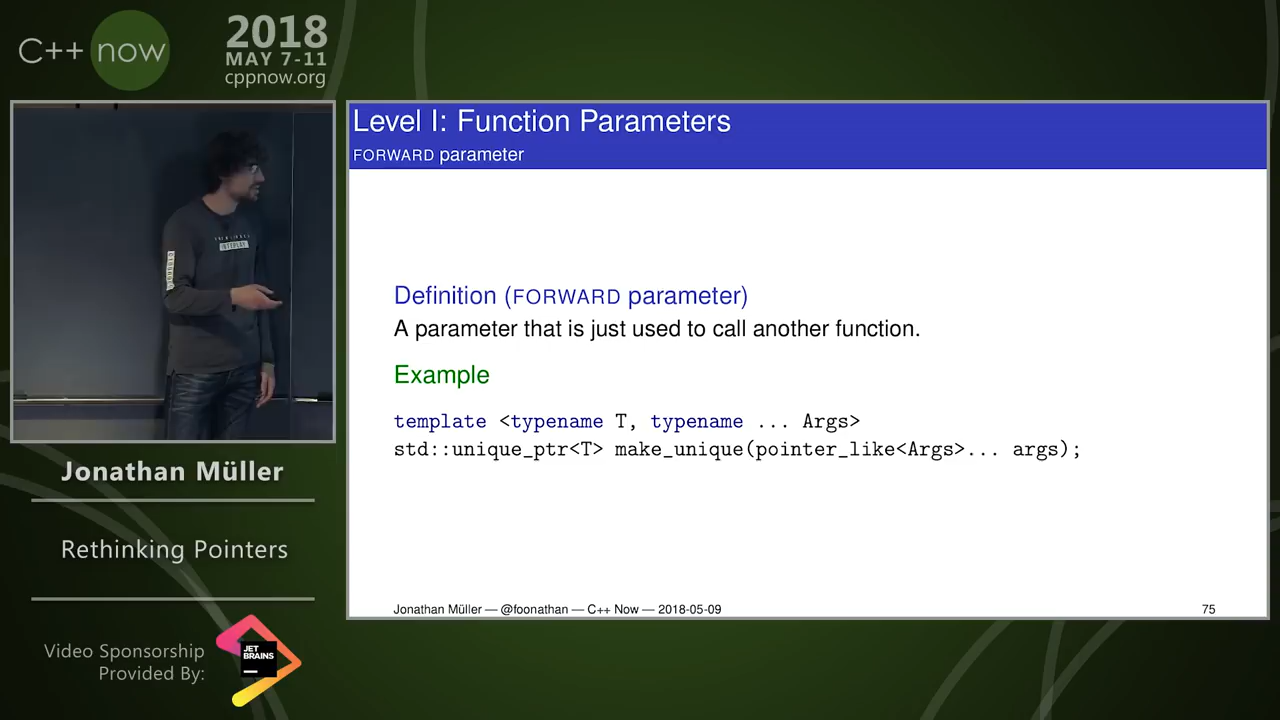 C++ now
2018
MAY 7-11
cppnow.org
Level I: Function Parameters
FORWARD parameter
Definition (FORWARD parameter)
A parameter that is just used to call another function.
Example
template <typename T, typename ... Args>
std::unique_ptr<T> make_unique(pointer_like<Args>... args);
Jonathan Müller — @foonathan — C++ Now — 2018-05-09
75
Jonathan Müller
Rethinking Pointers
Video Sponsorship
Provided By:
JET
BRAINS